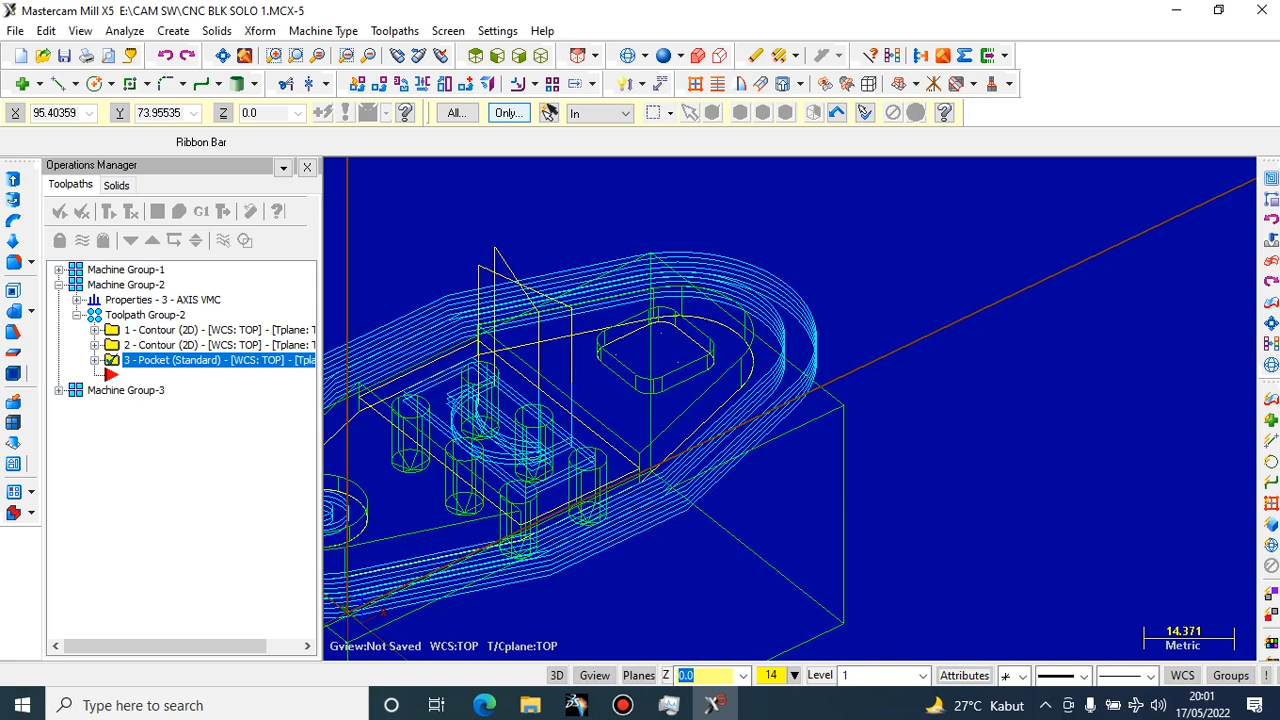 Mastercam Mill X5  E:\CAM SW\CNC BLK SOLO 1.MCX-5
File Edit View Analyze Create Solids Xform Machine Type Toolpaths Screen Settings Help
X 95.40359 Y 73.95535 Z 0.0 All... Only... In
Ribbon Bar
Operations Manager
Toolpaths Solids
G1
Machine Group-1
Machine Group-2
Properties - 3 - AXIS VMC
Toolpath Group-2
1 - Contour (2D) - [WCS: TOP] - [Tplane: T
2 - Contour (2D) - [WCS: TOP] - [Tplane: T
3 - Pocket (Standard) - [WCS: TOP] - [Tpla
Machine Group-3
14.371
Metric
Gview:Not Saved WCS:TOP T/Cplane:TOP
3D Gview Planes Z 0.0 14 Level 1 Attributes WCS Groups
Type here to search
27°C Kabut
20:01
17/05/2022